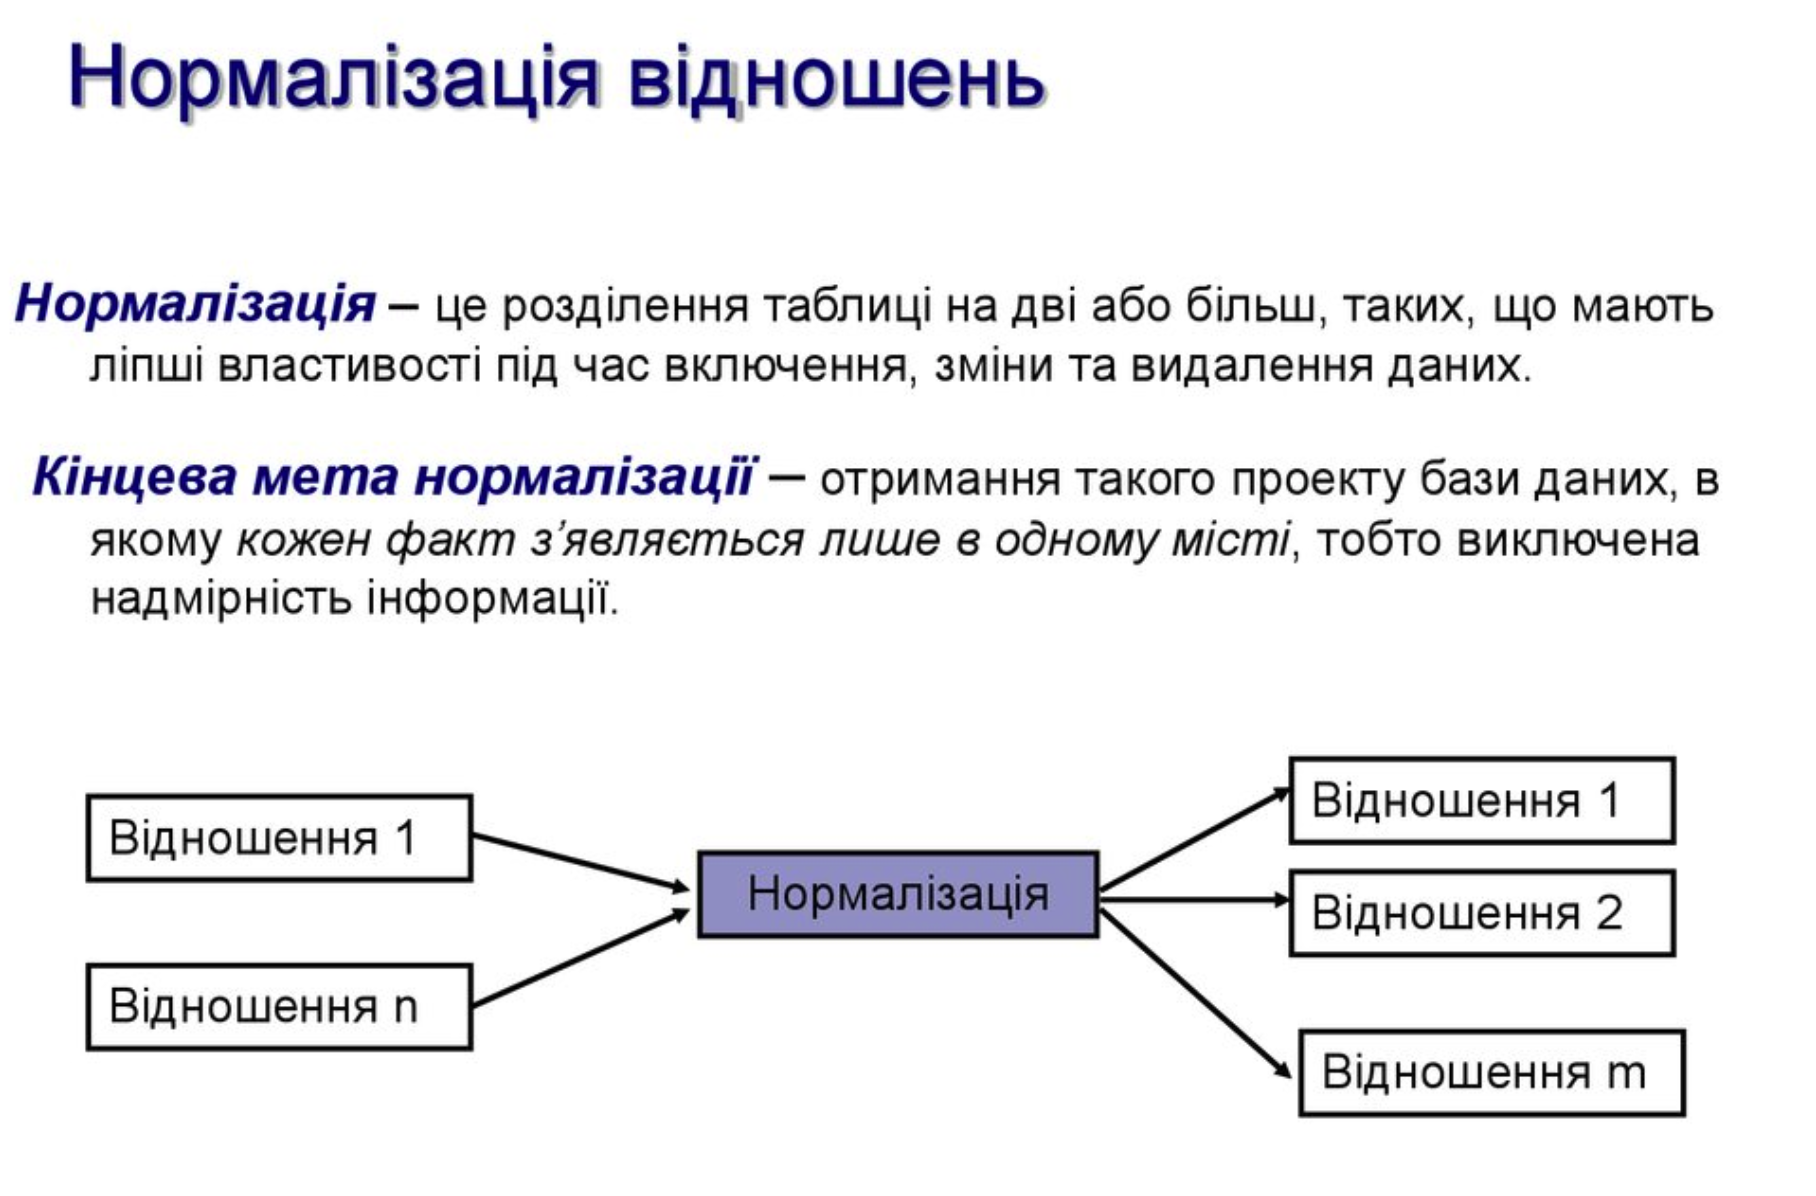 Нормалізація відношень
Нормалізація – це розділення таблиці на дві або більш, таких, що мають
ліпші властивості під час включення, зміни та видалення даних.
Кінцева мета нормалізації – отримання такого проекту бази даних, в
якому кожен факт з’являється лише в одному місті, тобто виключена
надмірність інформації.
Відношення 1
Відношення n
Нормалізація
Відношення 1
Відношення 2
Відношення m